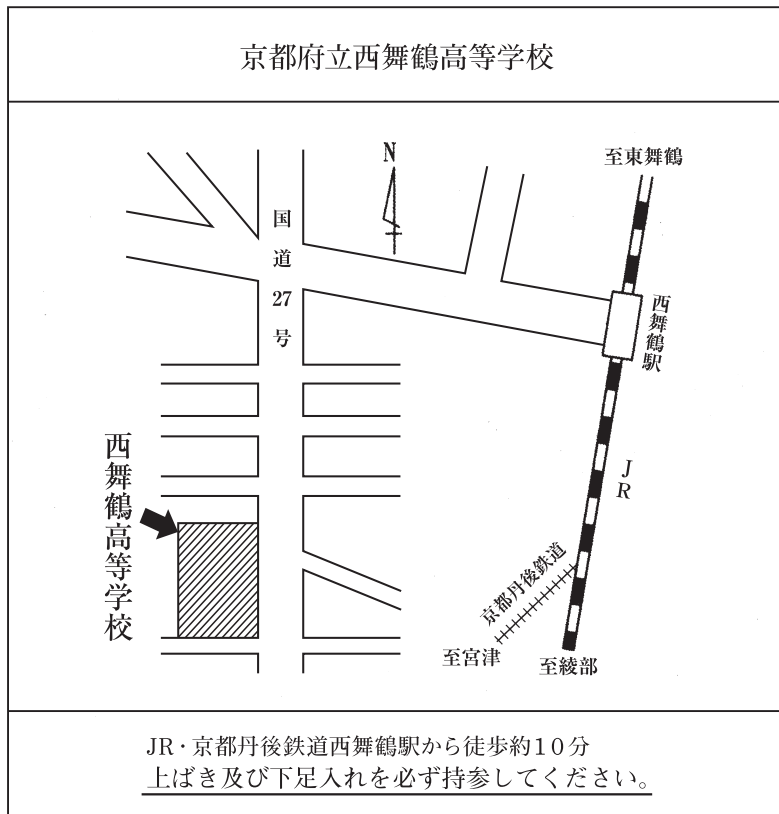 京都府立西舞鶴高等学校
N
至東舞鶴
国道27号
西舞鶴駅
西舞鶴高等学校
JR
京都丹後鉄道
至宮津
至綾部
JR・京都丹後鉄道西舞鶴駅から徒歩約10分
上ばき及び下足入れを必ず持参してください。